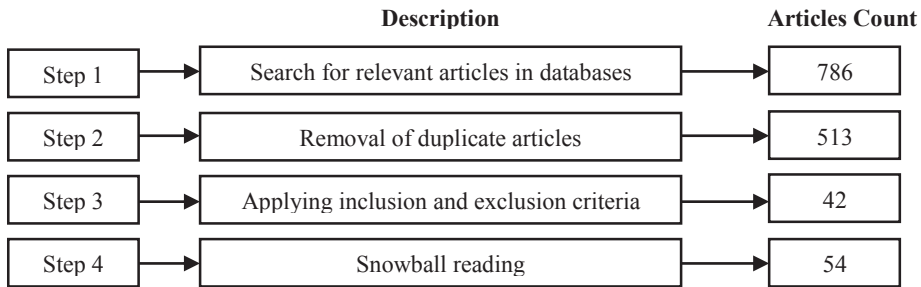 Description Articles Count
Step 1 Search for relevant articles in databases 786
Step 2 Removal of duplicate articles 513
Step 3 Applying inclusion and exclusion criteria 42
Step 4 Snowball reading 54